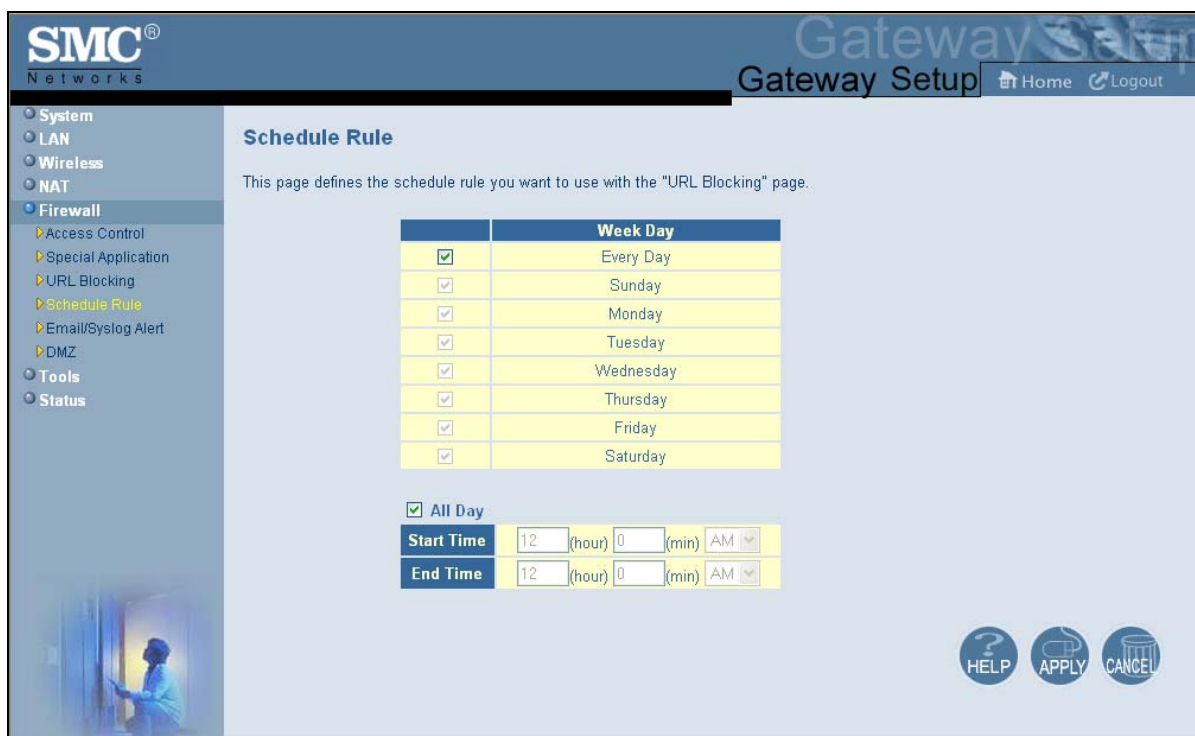 SMC®
Networks
Gateway Setup
Gateway Setup
Home
Logout
System
LAN
Wireless
NAT
Firewall
Access Control
Special Application
URL Blocking
Schedule Rule
Email/Syslog Alert
DMZ
Tools
Status
Schedule Rule
This page defines the schedule rule you want to use with the "URL Blocking" page.
Week Day
Every Day
Sunday
Monday
Tuesday
Wednesday
Thursday
Friday
Saturday
All Day
Start Time 12 (hour) 0 (min) AM
End Time 12 (hour) 0 (min) AM
HELP
APPLY
CANCEL